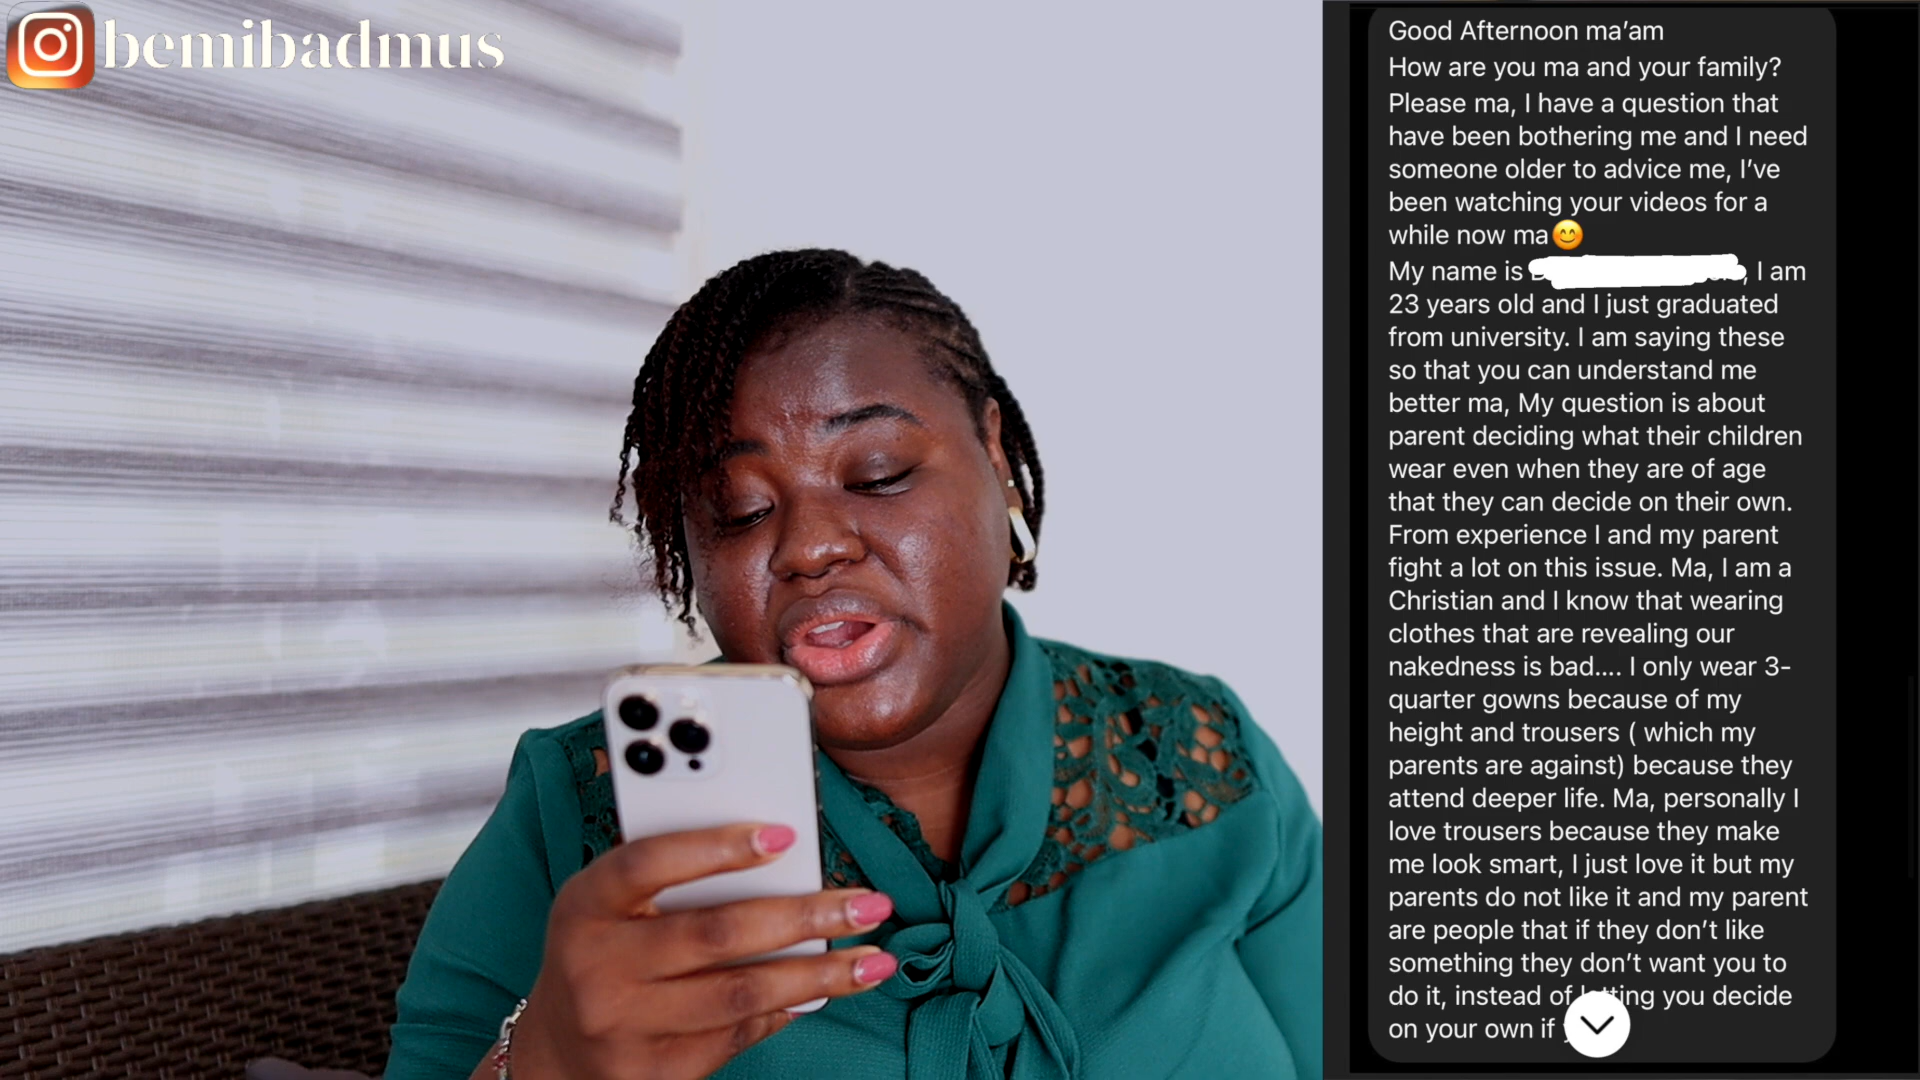 bemibadmus
Good Afternoon ma’am
How are you ma and your family?
Please ma, I have a question that
have been bothering me and I need
someone older to advice me, I’ve
been watching your videos for a
while now ma😊
My name is , I am
23 years old and I just graduated
from university. I am saying these
so that you can understand me
better ma, My question is about
parent deciding what their children
wear even when they are of age
that they can decide on their own.
From experience I and my parent
fight a lot on this issue. Ma, I am a
Christian and I know that wearing
clothes that are revealing our
nakedness is bad.... I only wear 3-
quarter gowns because of my
height and trousers ( which my
parents are against) because they
attend deeper life. Ma, personally I
love trousers because they make
me look smart, I just love it but my
parents do not like it and my parent
are people that if they don’t like
something they don’t want you to
do it, instead of letting you decide
on your own if